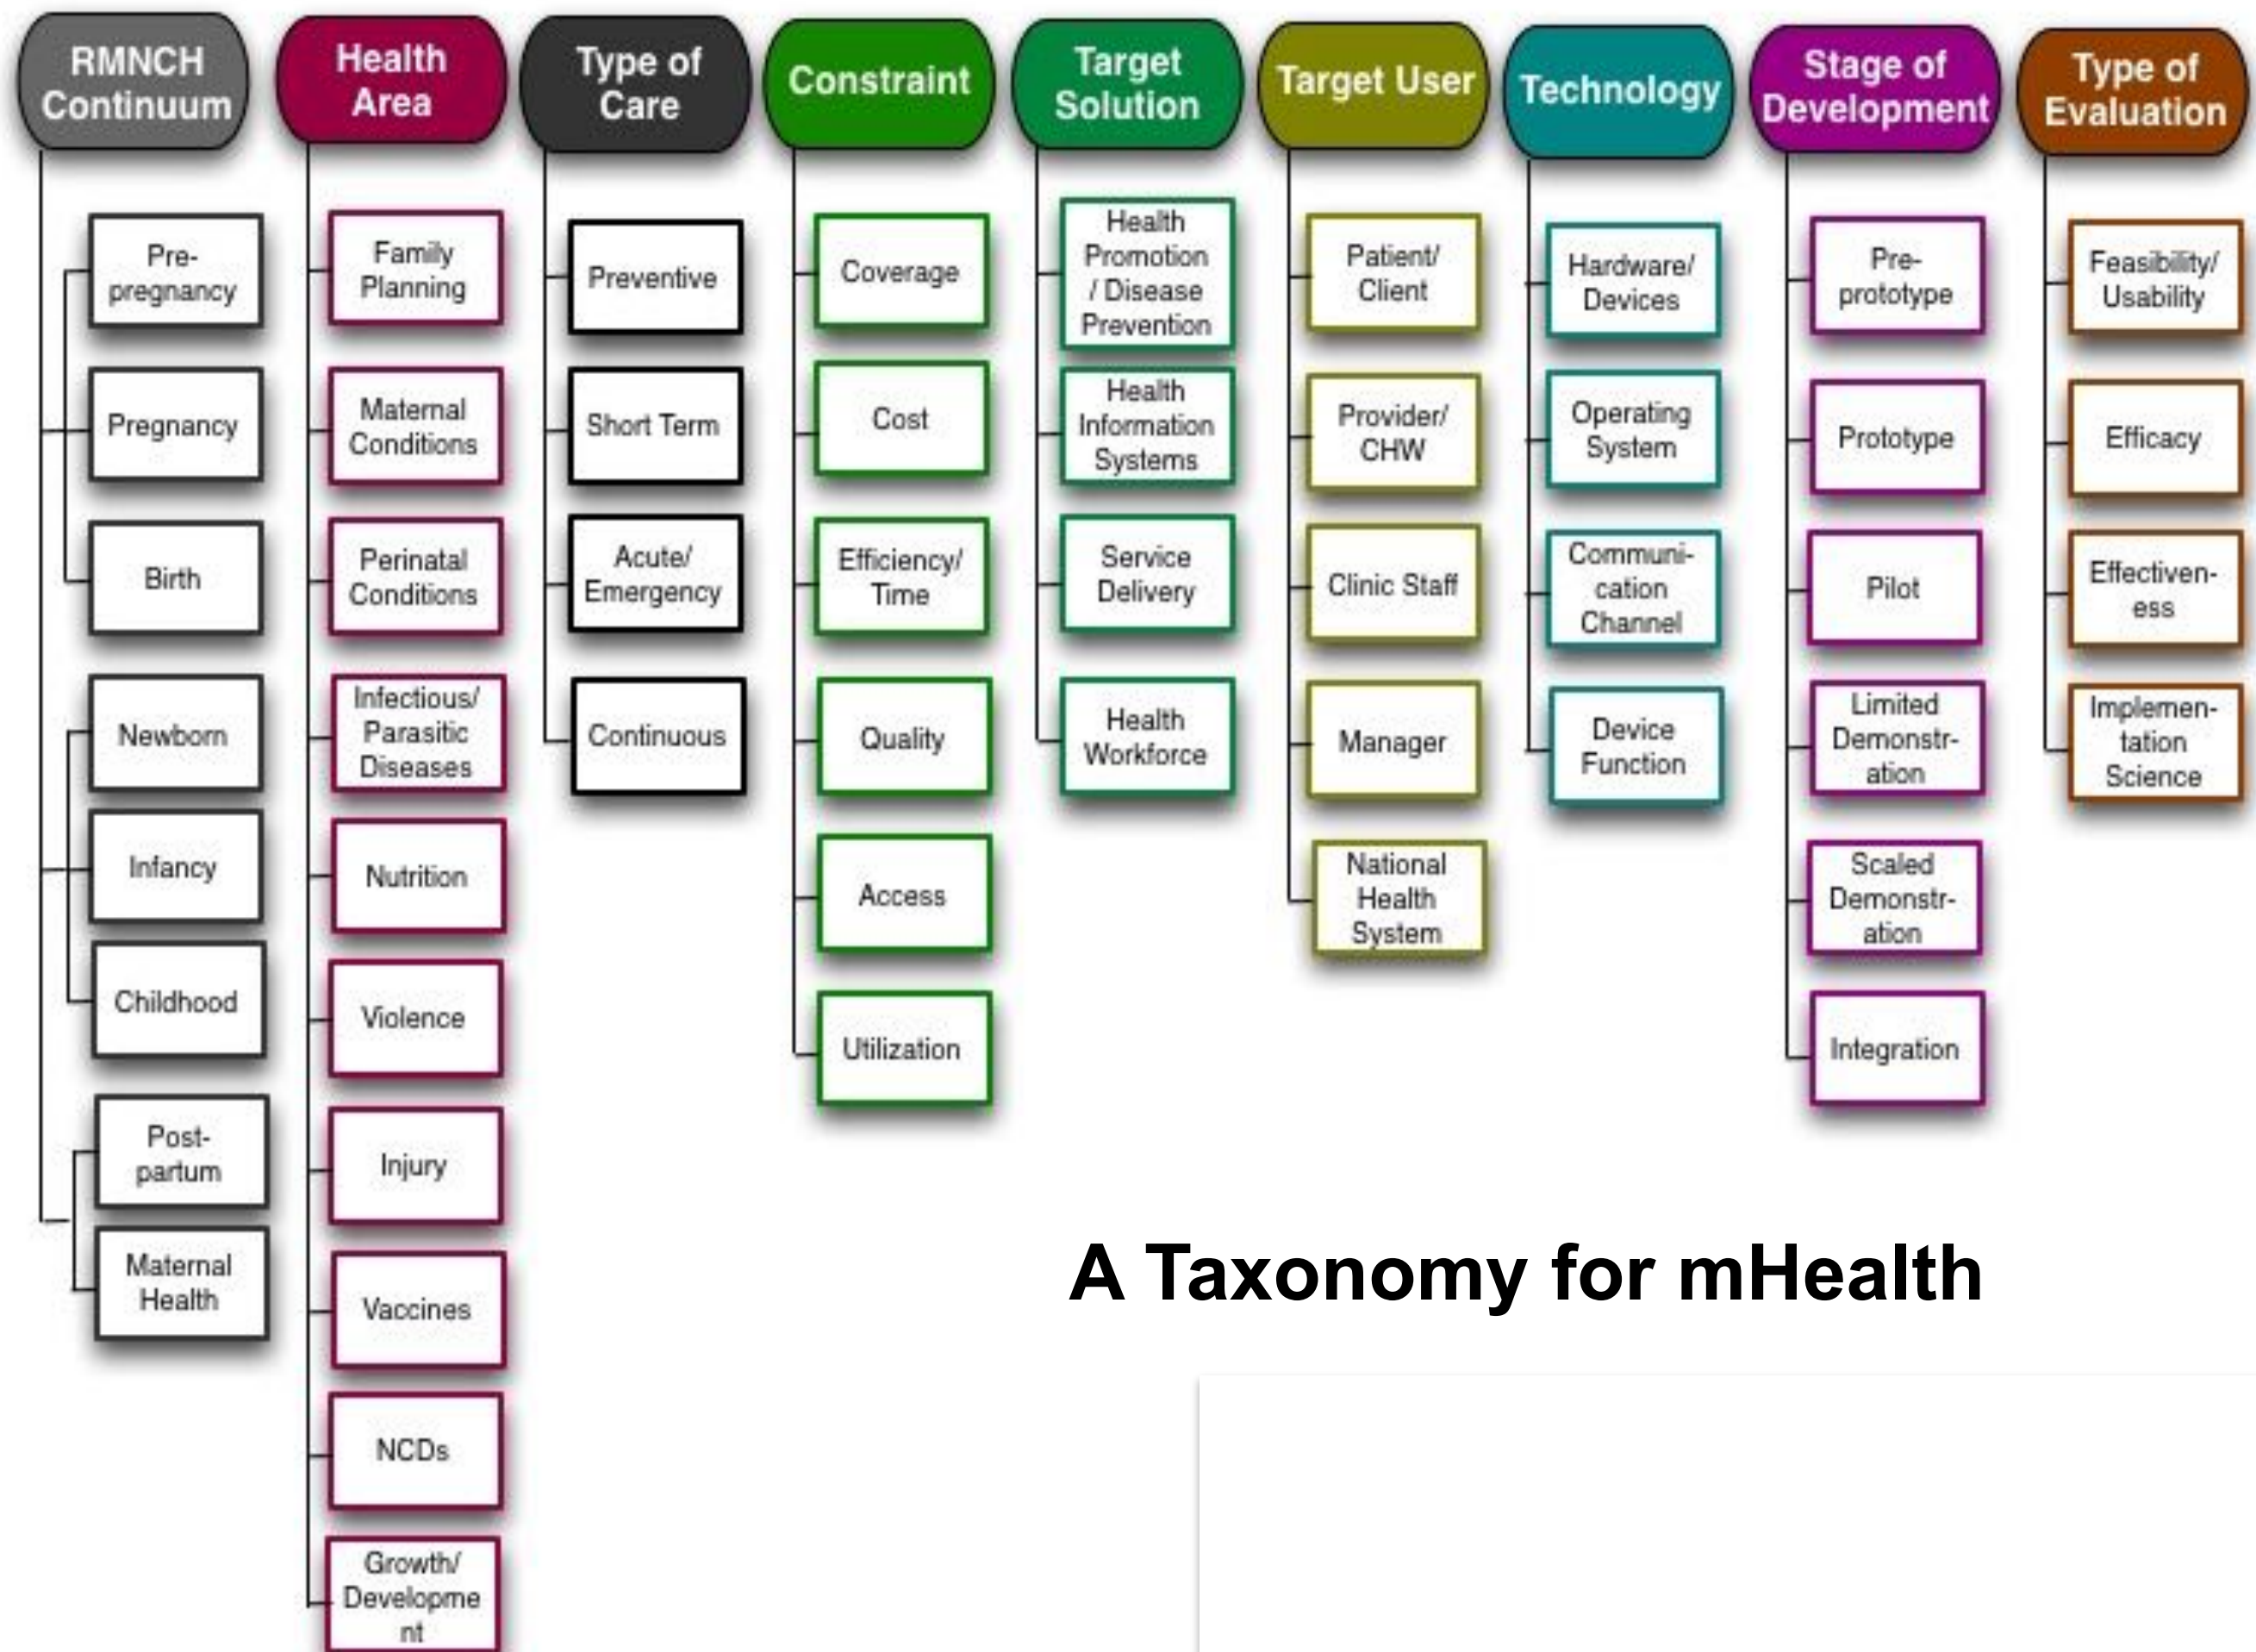 RMNCH
Continuum
Pre-
pregnancy
Pregnancy
Birth
Newborn
Infancy
Childhood
Post-
partum
Maternal
Health
Health
Area
Family
Planning
Maternal
Conditions
Perinatal
Conditions
Infectious/
Parasitic
Diseases
Nutrition
Violence
Injury
Vaccines
NCDs
Growth/
Developme
nt
Type of
Care
Preventive
Short Term
Acute/
Emergency
Continuous
Constraint
Coverage
Cost
Efficiency/
Time
Quality
Access
Utilization
Target
Solution
Health
Promotion
/ Disease
Prevention
Health
Information
Systems
Service
Delivery
Health
Workforce
Target User
Patient/
Client
Provider/
CHW
Clinic Staff
Manager
National
Health
System
Technology
Hardware/
Devices
Operating
System
Communi-
cation
Channel
Device
Function
Stage of
Development
Pre-
prototype
Prototype
Pilot
Limited
Demonstr-
ation
Scaled
Demonstr-
ation
Integration
Type of
Evaluation
Feasibility/
Usability
Efficacy
Effectiven-
ess
Implemen-
tation
Science
A Taxonomy for mHealth